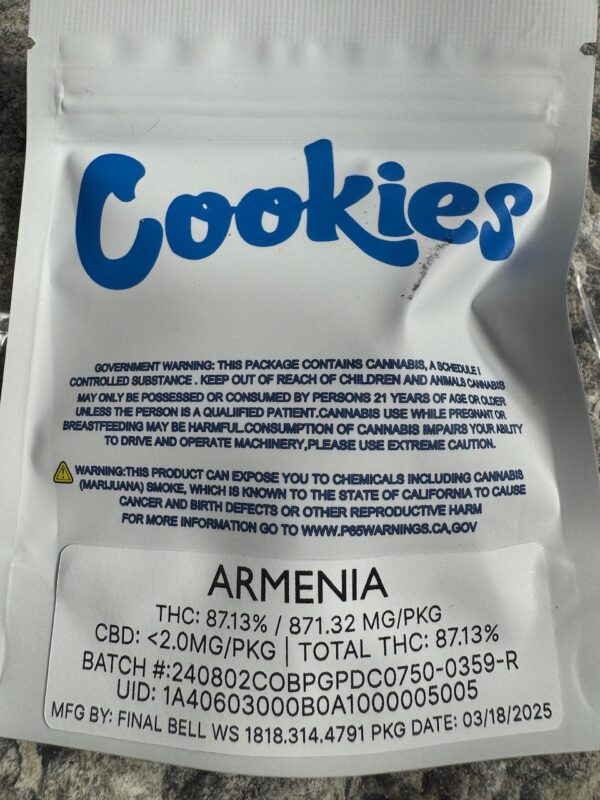 Cookies
GOVERNMENT WARNING: THIS PACKAGE CONTAINS CANNABIS, A SCHEDULE I
CONTROLLED SUBSTANCE . KEEP OUT OF REACH OF CHILDREN AND ANIMALS CANNABIS
MAY ONLY BE POSSESSED OR CONSUMED BY PERSONS 21 YEARS OF AGE OR OLDER
UNLESS THE PERSON IS A QUALIIFIED PATIENT.CANNABIS USE WHILE PREGNANT OR
BREASTFEEDING MAY BE HARMFUL.CONSUMPTION OF CANNABIS IMPAIRS YOUR ABILITY
TO DRIVE AND OPERATE MACHINERY,PLEASE USE EXTREME CAUTION.
WARNING:THIS PRODUCT CAN EXPOSE YOU TO CHEMICALS INCLUDING CANNABIS
(MARIJUANA) SMOKE, WHICH IS KNOWN TO THE STATE OF CALIFORNIA TO CAUSE
CANCER AND BIRTH DEFECTS OR OTHER REPRODUCTIVE HARM
FOR MORE INFORMATION GO TO WWW.P65WARNINGS.CA,GOV
ARMENIA
THC: 87.13% / 871.32 MG/PKG
CBD: <2.0MG/PKG | TOTAL THC: 87.13%
BATCH #:240802COBPGPDC0750-0359-R
UID: 1A40603000B0A1000005005
MFG BY: FINAL BELL WS 1818.314.4791 PKG DATE: 03/18/2025